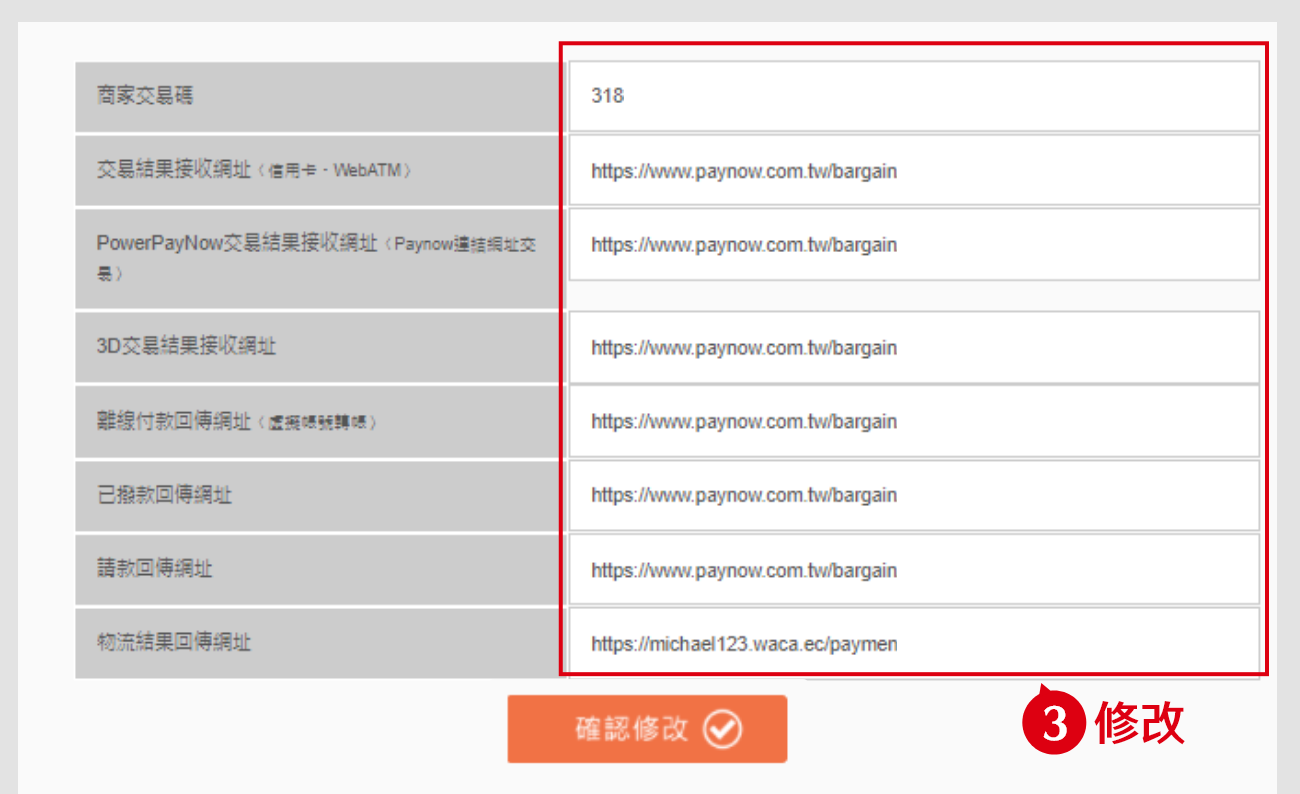 商家交易碼
318
交易結果接收網址（信用卡、WebATM）
https://www.paynow.com.tw/bargain
PowerPayNow交易結果接收網址（Paynow連結網址交
易）
https://www.paynow.com.tw/bargain
3D交易結果接收網址
https://www.paynow.com.tw/bargain
離線付款回傳網址（虛擬帳號轉帳）
https://www.paynow.com.tw/bargain
已撥款回傳網址
https://www.paynow.com.tw/bargain
請款回傳網址
https://www.paynow.com.tw/bargain
物流結果回傳網址
https://michael123.waca.ec/paymen
確認修改
3 修改